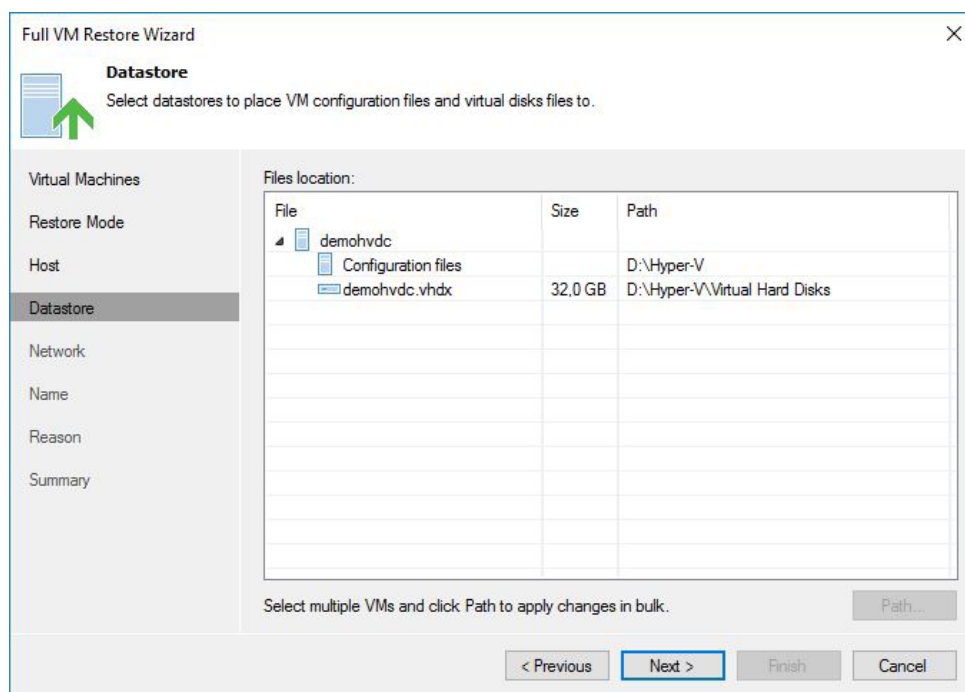 Full VM Restore Wizard
Datastore
Select datastores to place VM configuration files and virtual disks files to.
Virtual Machines
Restore Mode
Host
Datastore
Network
Name
Reason
Summary
Files location:
File Size Path
demohvdc
Configuration files D:\Hyper-V
demohvdc.vhdx 32,0 GB D:\Hyper-V\Virtual Hard Disks
Select multiple VMs and click Path to apply changes in bulk.
Path...
< Previous Next > Finish Cancel